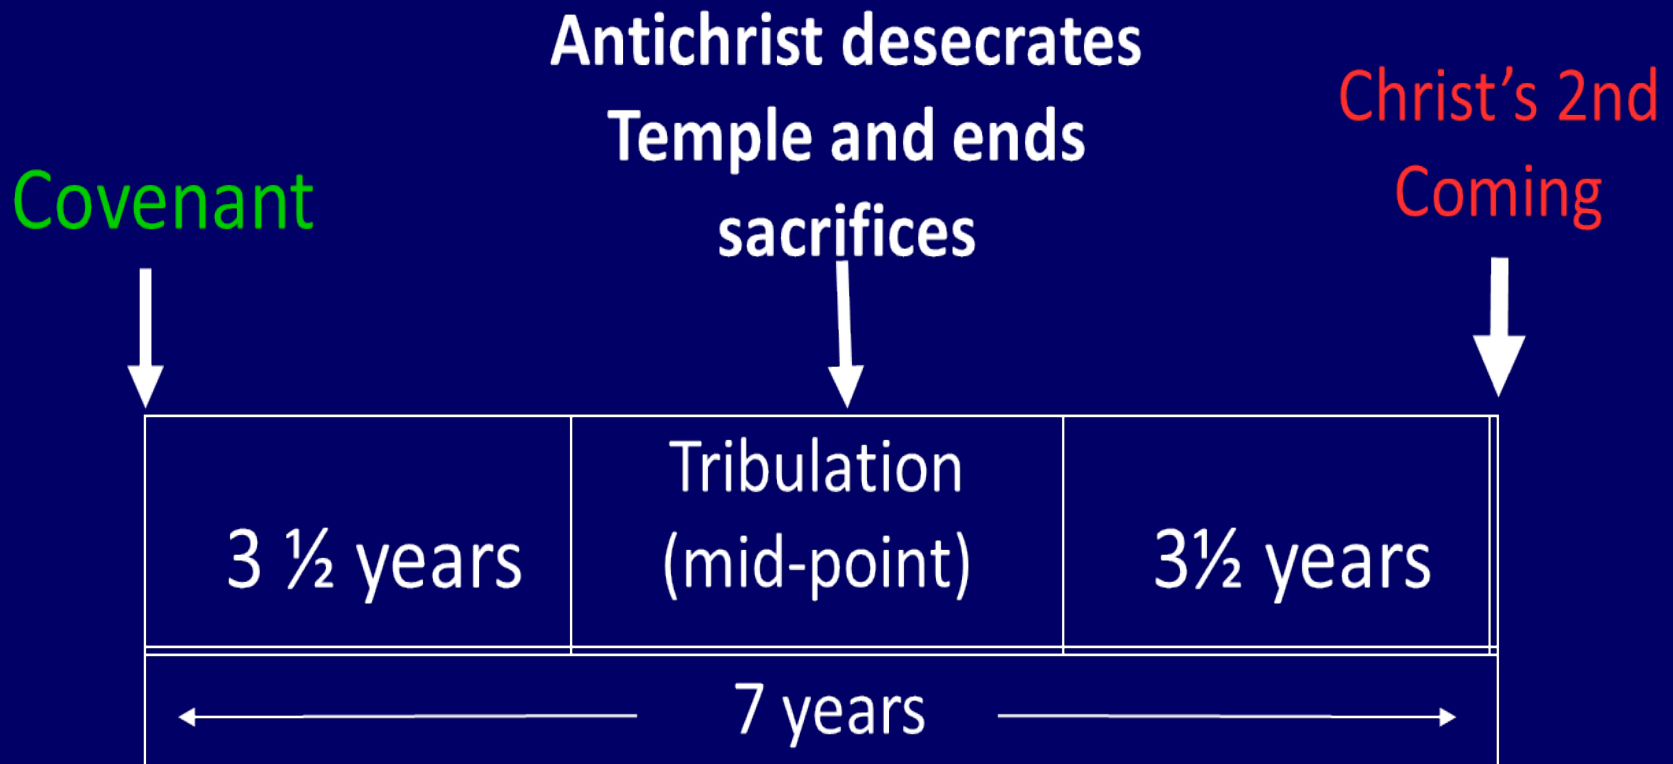 Antichrist desecrates
Temple and ends
sacrifices
Christ’s 2nd
Coming
Covenant
Tribulation
(mid-point)
3 ½ years
3½ years
7 years